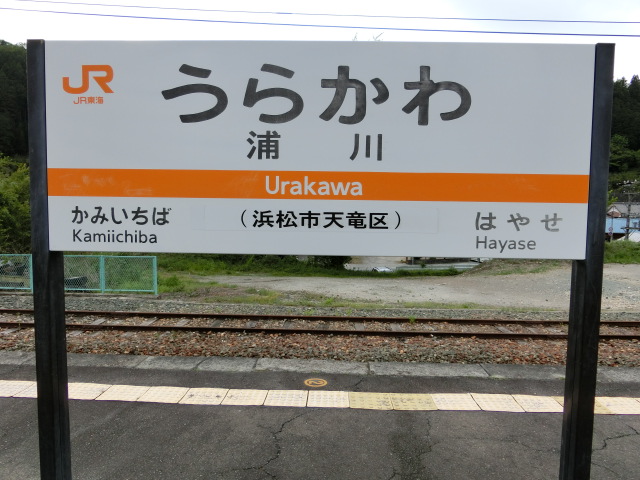 JR
JR東海
うらかわ
浦川
Urakawa
かみいちば
Kamiichiba
(浜松市天竜区)
はやせ
Hayase